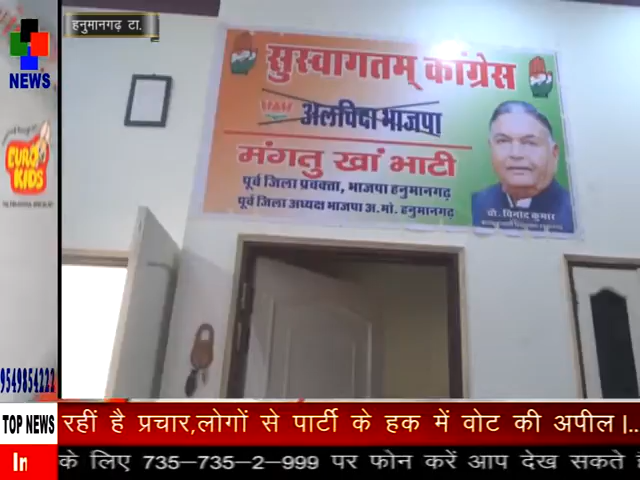 हनुमानगढ़ टा.
NEWS
सुस्वागतम् कांग्रेस
अलविदा भाजपा
मंगतु खां भाटी
पूर्व जिला प्रवक्ता, भाजपा हनुमानगढ़
पूर्व जिला अध्यक्ष भाजपा अ.मो. हनुमानगढ़
चौ. विनोद कुमार
EURO
KIDS
9549854222
TOP NEWS
रहीं है प्रचार,लोगों से पार्टी के हक में वोट की अपील।..
In
के लिए 735-735-2-999 पर फोन करें आप देख सकते है